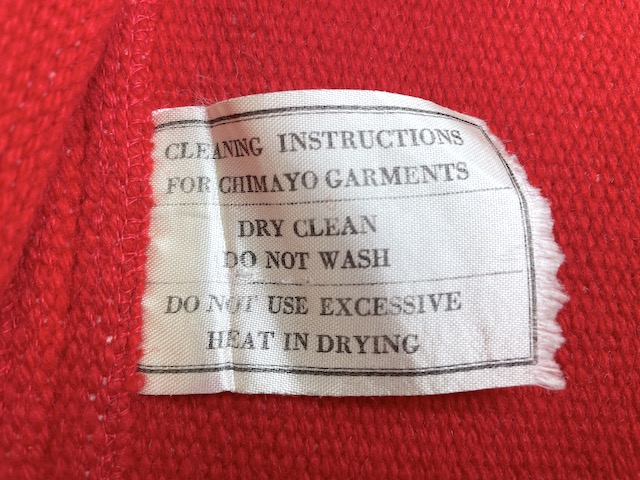 CLEANING INSTRUCTIONS
FOR CHIMAYO GARMENTS
DRY CLEAN
DO NOT WASH
DO NOT USE EXCESSIVE
HEAT IN DRYING